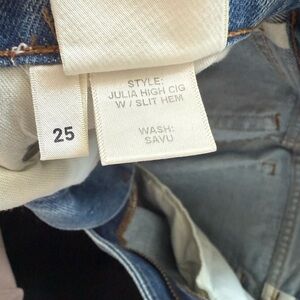 25
STYLE:
JULIA HIGH CIG
W / SLIT HEM
WASH:
SAVU